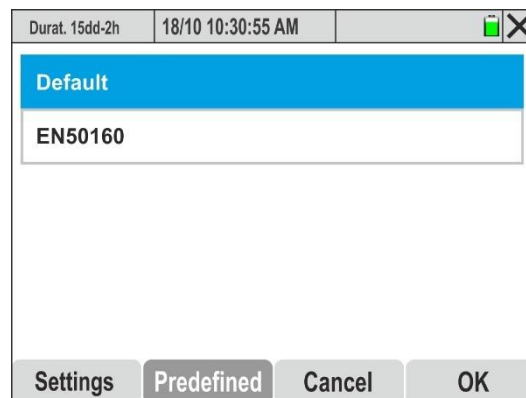 Durat. 15dd-2h 18/10 10:30:55 AM
Default
EN50160
Settings Predefined Cancel OK